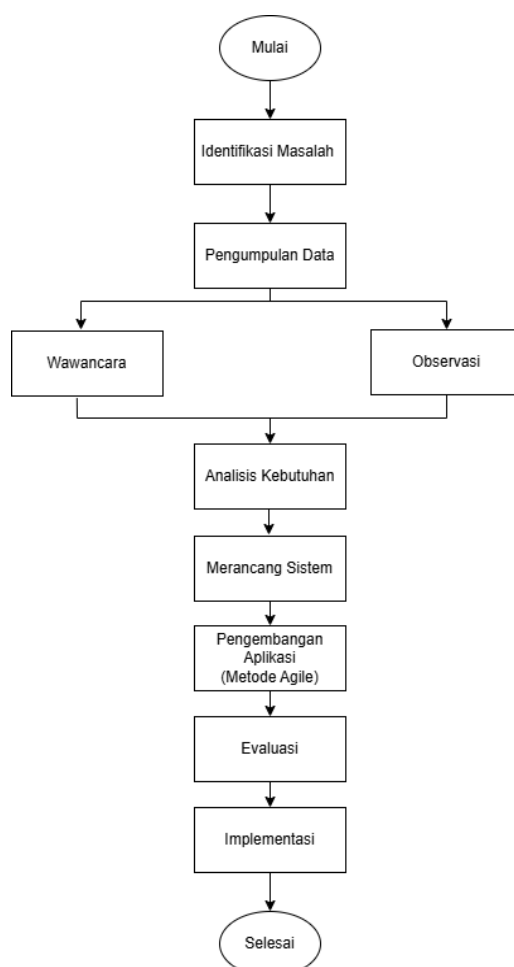 Mulai
Identifikasi Masalah
Pengumpulan Data
Wawancara
Observasi
Analisis Kebutuhan
Merancang Sistem
Pengembangan
Aplikasi
(Metode Agile)
Evaluasi
Implementasi
Selesai